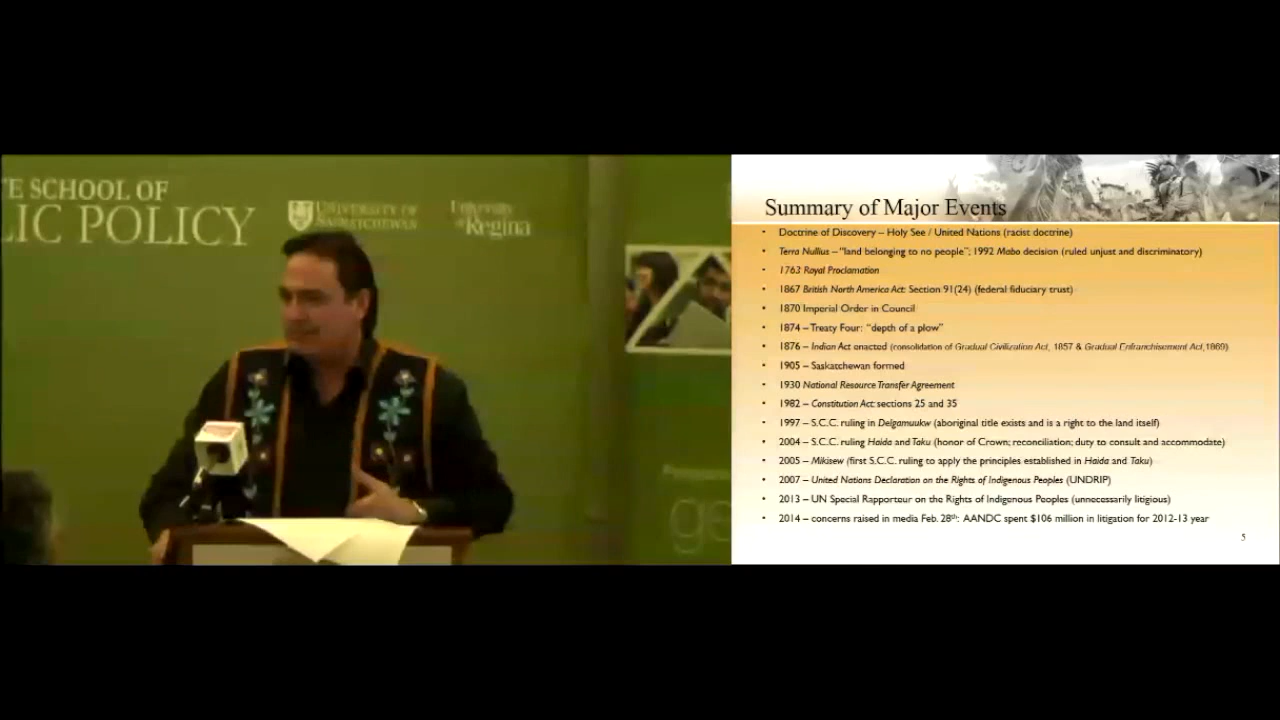 TE SCHOOL OF
LIC POLICY
UNIVERSITY OF
SASKATCHEWAN
University
of Regina
Summary of Major Events
• Doctrine of Discovery – Holy See / United Nations (racist doctrine)
• Terra Nullius – “land belonging to no people”; 1992 Mabo decision (ruled unjust and discriminatory)
• 1763 Royal Proclamation
• 1867 British North America Act: Section 91(24) (federal fiduciary trust)
• 1870 Imperial Order in Council
• 1874 – Treaty Four: “depth of a plow”
• 1876 – Indian Act enacted (consolidation of Gradual Civilization Act, 1857 & Gradual Enfranchisement Act,1869)
• 1905 – Saskatchewan formed
• 1930 National Resource Transfer Agreement
• 1982 – Constitution Act: sections 25 and 35
• 1997 – S.C.C. ruling in Delgamuukw (aboriginal title exists and is a right to the land itself)
• 2004 – S.C.C. ruling Haida and Taku (honor of Crown; reconciliation; duty to consult and accommodate)
• 2005 – Mikisew (first S.C.C. ruling to apply the principles established in Haida and Taku)
• 2007 – United Nations Declaration on the Rights of Indigenous Peoples (UNDRIP)
• 2013 – UN Special Rapporteur on the Rights of Indigenous Peoples (unnecessarily litigious)
• 2014 – concerns raised in media Feb. 28th: AANDC spent $106 million in litigation for 2012-13 year
5